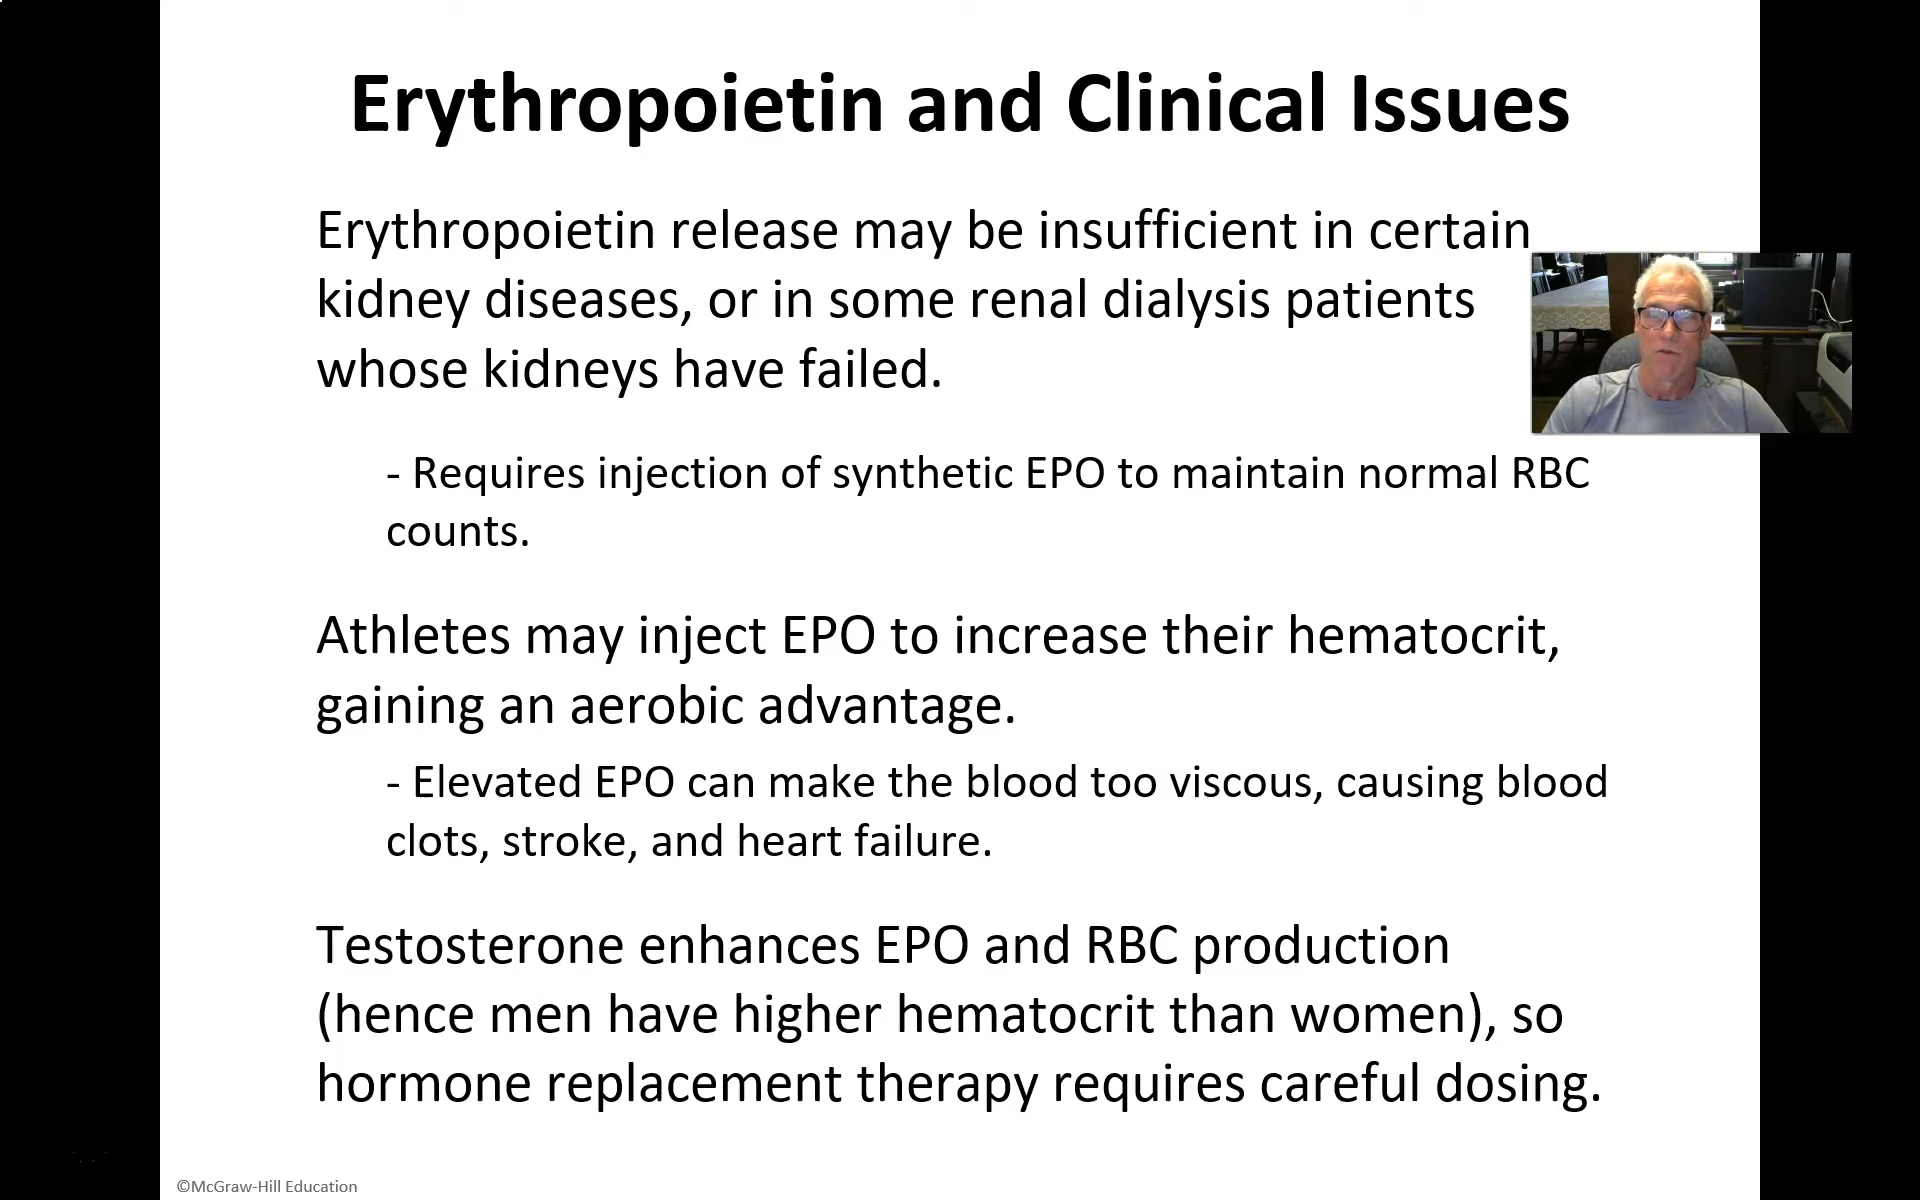 Erythropoietin and Clinical Issues
Erythropoietin release may be insufficient in certain
kidney diseases, or in some renal dialysis patients
whose kidneys have failed.
- Requires injection of synthetic EPO to maintain normal RBC
counts.
Athletes may inject EPO to increase their hematocrit,
gaining an aerobic advantage.
- Elevated EPO can make the blood too viscous, causing blood
clots, stroke, and heart failure.
Testosterone enhances EPO and RBC production
(hence men have higher hematocrit than women), so
hormone replacement therapy requires careful dosing.
©McGraw-Hill Education